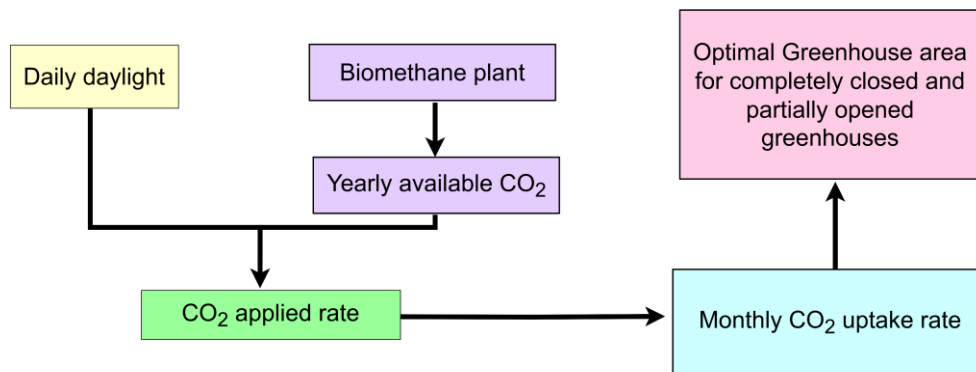 Daily daylight
Biomethane plant
Optimal Greenhouse area
for completely closed and
partially opened
greenhouses
Yearly available CO₂
CO₂ applied rate
Monthly CO₂ uptake rate